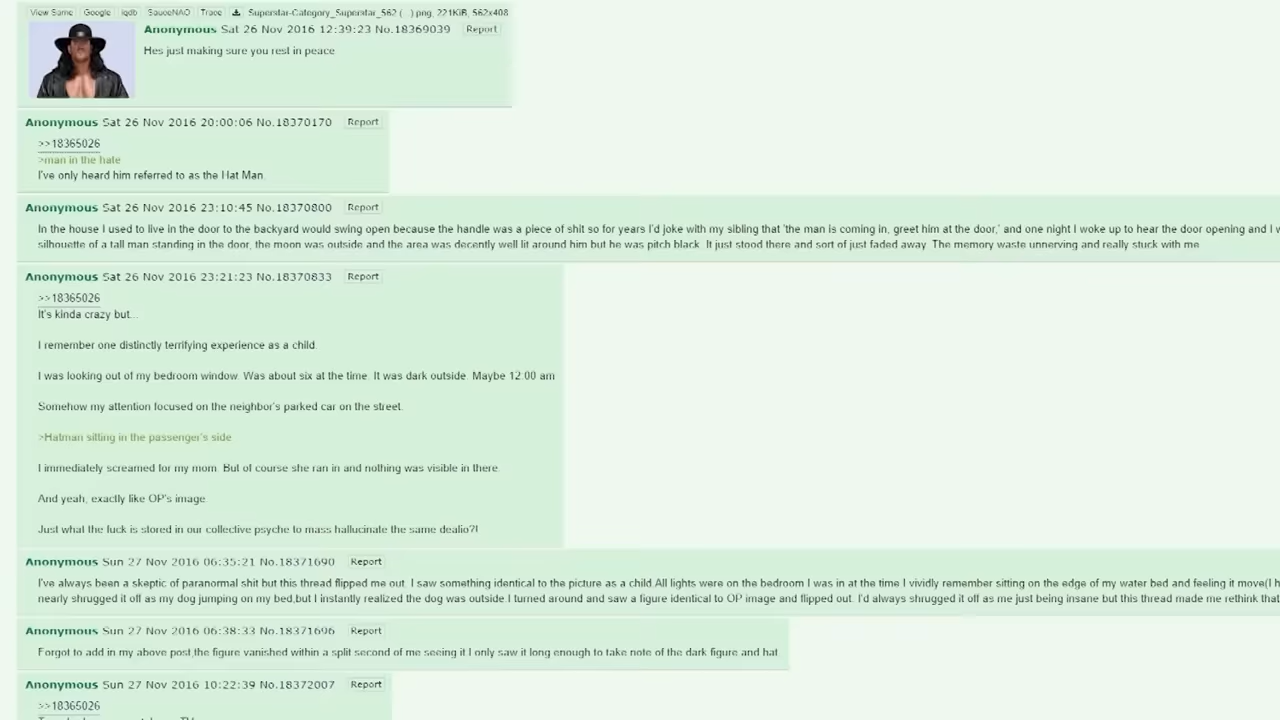 View Same Google iqdb SauceNAO Trace Superstar-Category_Superstar_562 (...).png, 221KiB, 562x408
Anonymous Sat 26 Nov 2016 12:39:23 No.18369039 Report
Hes just making sure you rest in peace
Anonymous Sat 26 Nov 2016 20:00:06 No.18370170 Report
>>18365026
>man in the hate
I've only heard him referred to as the Hat Man.
Anonymous Sat 26 Nov 2016 23:10:45 No.18370800 Report
In the house I used to live in the door to the backyard would swing open because the handle was a piece of shit so for years I'd joke with my sibling that 'the man is coming in, greet him at the door,' and one night I woke up to hear the door opening and I
silhouette of a tall man standing in the door, the moon was outside and the area was decently well lit around him but he was pitch black. It just stood there and sort of just faded away. The memory waste unnerving and really stuck with me
Anonymous Sat 26 Nov 2016 23:21:23 No.18370833 Report
>>18365026
It's kinda crazy but...
I remember one distinctly terrifying experience as a child.
I was looking out of my bedroom window. Was about six at the time. It was dark outside. Maybe 12:00 am
Somehow my attention focused on the neighbor's parked car on the street.
>Hatman sitting in the passenger's side
I immediately screamed for my mom. But of course she ran in and nothing was visible in there.
And yeah, exactly like OP's image.
Just what the fuck is stored in our collective psyche to mass hallucinate the same dealio?!
Anonymous Sun 27 Nov 2016 06:35:21 No.18371690 Report
I've always been a skeptic of paranormal shit but this thread flipped me out. I saw something identical to the picture as a child.All lights were on the bedroom I was in at the time I vividly remember sitting on the edge of my water bed and feeling it move(I
nearly shrugged it off as my dog jumping on my bed,but I instantly realized the dog was outside.I turned around and saw a figure identical to OP image and flipped out. I'd always shrugged it off as me just being insane but this thread made me rethink that
Anonymous Sun 27 Nov 2016 06:38:33 No.18371696 Report
Forgot to add in my above post,the figure vanished within a split second of me seeing it I only saw it long enough to take note of the dark figure and hat.
Anonymous Sun 27 Nov 2016 10:22:39 No.18372007 Report
>>18365026